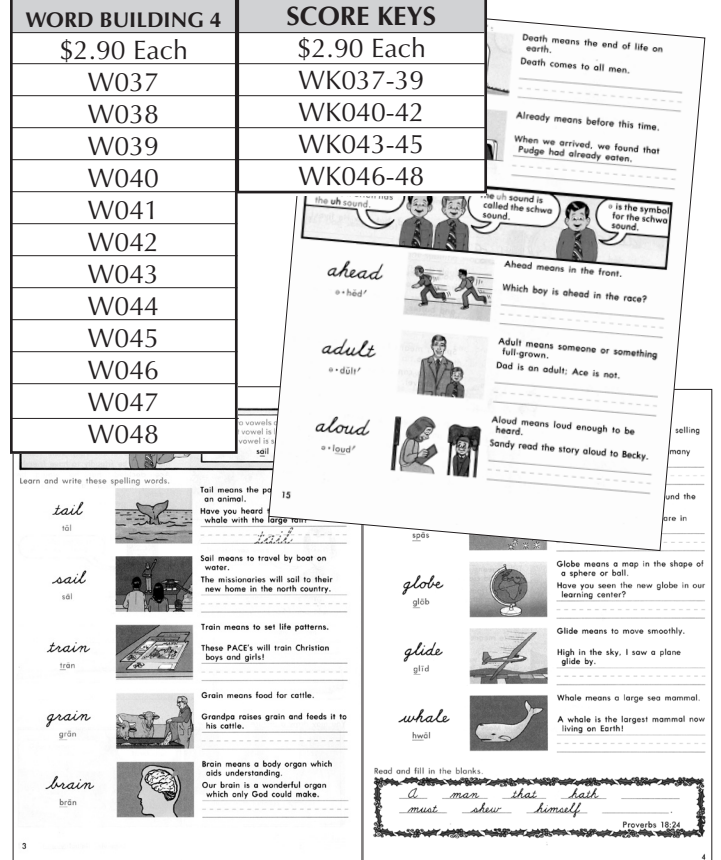 WORD BUILDING 4
$2.90 Each
W037
W038
W039
W040
W041
W042
W043
W044
W045
W046
W047
W048
SCORE KEYS
$2.90 Each
WK037-39
WK040-42
WK043-45
WK046-48
Death means the end of life on
earth.
Death comes to all men.
Already means before this time.
When we arrived, we found that
Pudge had already eaten.
the uh sound.
the uh sound is
called the schwa
sound.
ə is the symbol
for the schwa
sound.
ahead
ə•hĕd′
Ahead means in the front.
Which boy is ahead in the race?
adult
ə•dŭlt′
Adult means someone or something
full-grown.
Dad is an adult; Ace is not.
aloud
ə•loud′
Aloud means loud enough to be
heard.
Sandy read the story aloud to Becky.
15
vowels
vowel is
vowel is
sail
Learn and write these spelling words.
tail
tāl
Tail means the
an animal.
Have you heard
whale with the large tail?
tail
sail
sāl
Sail means to travel by boat on
water.
The missionaries will sail to their
new home in the north country.
train
trān
Train means to set life patterns.
These PACE's will train Christian
boys and girls!
grain
grān
Grain means food for cattle.
Grandpa raises grain and feeds it to
his cattle.
brain
brān
Brain means a body organ which
aids understanding.
Our brain is a wonderful organ
which only God could make.
3
selling
many
und the
are in
spās
globe
glōb
Globe means a map in the shape of
a sphere or ball.
Have you seen the new globe in our
learning center?
glide
glīd
Glide means to move smoothly.
High in the sky, I saw a plane
glide by.
whale
hwāl
Whale means a large sea mammal.
A whale is the largest mammal now
living on Earth!
Read and fill in the blanks.
A man that hath
must shew himself .
Proverbs 18:24
4